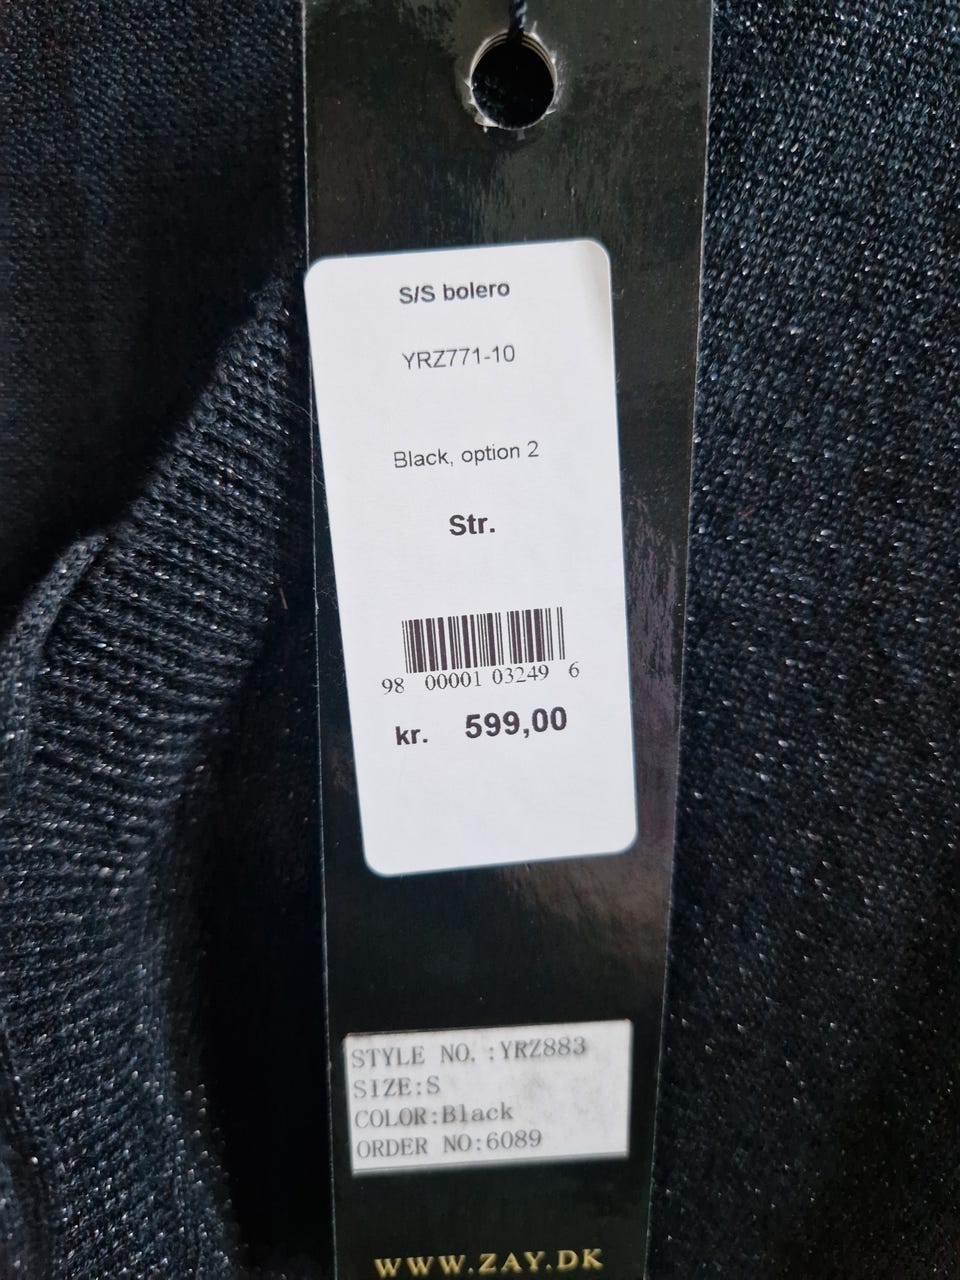 S/S bolero
YRZ771-10
Black, option 2
Str.
98 00001 03249 6
kr. 599,00
STYLE NO.:YRZ883
SIZE:S
COLOR:Black
ORDER NO:6089
WWW.ZAY.DK